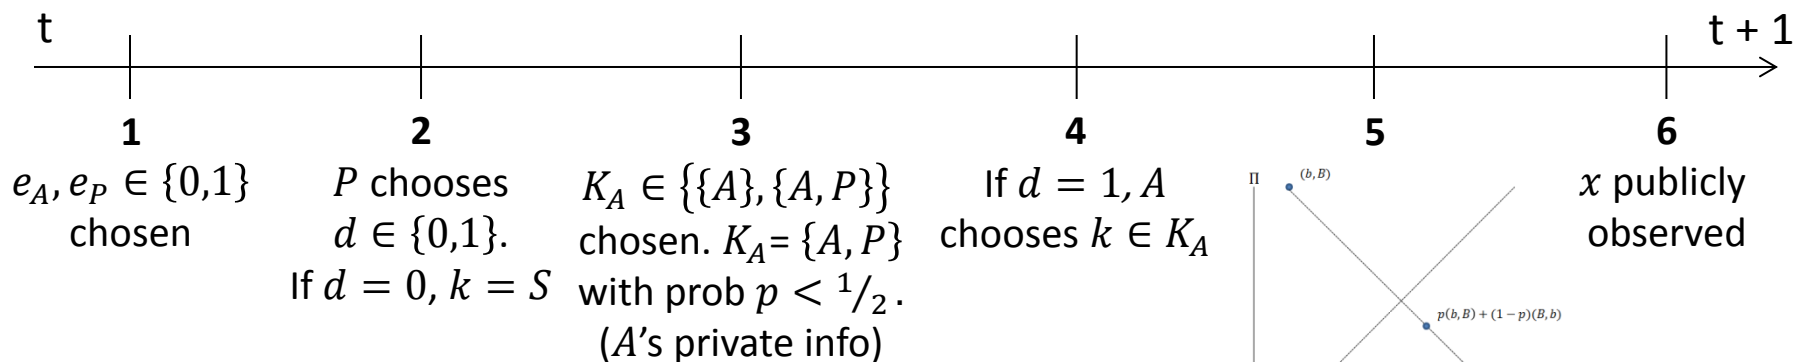 t
t + 1
1
2
3
4
5
6
e_A, e_P ∈ {0,1}
chosen
P chooses
d ∈ {0,1}.
If d = 0, k = S
K_A ∈ {{A}, {A, P}}
chosen. K_A= {A, P}
with prob p < 1/2 .
(A's private info)
If d = 1, A
chooses k ∈ K_A
Π
(b, B)
p(b, B) + (1 − p)(B, b)
x publicly
observed